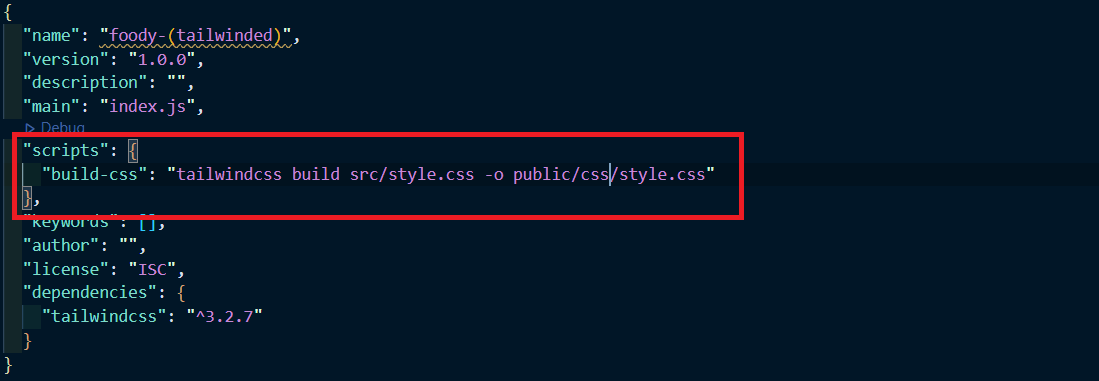 {
"name": "foody-(tailwinded)",
"version": "1.0.0",
"description": "",
"main": "index.js",
Debug
"scripts": {
"build-css": "tailwindcss build src/style.css -o public/css/style.css"
},
"keywords": [],
"author": "",
"license": "ISC",
"dependencies": {
"tailwindcss": "^3.2.7"
}
}